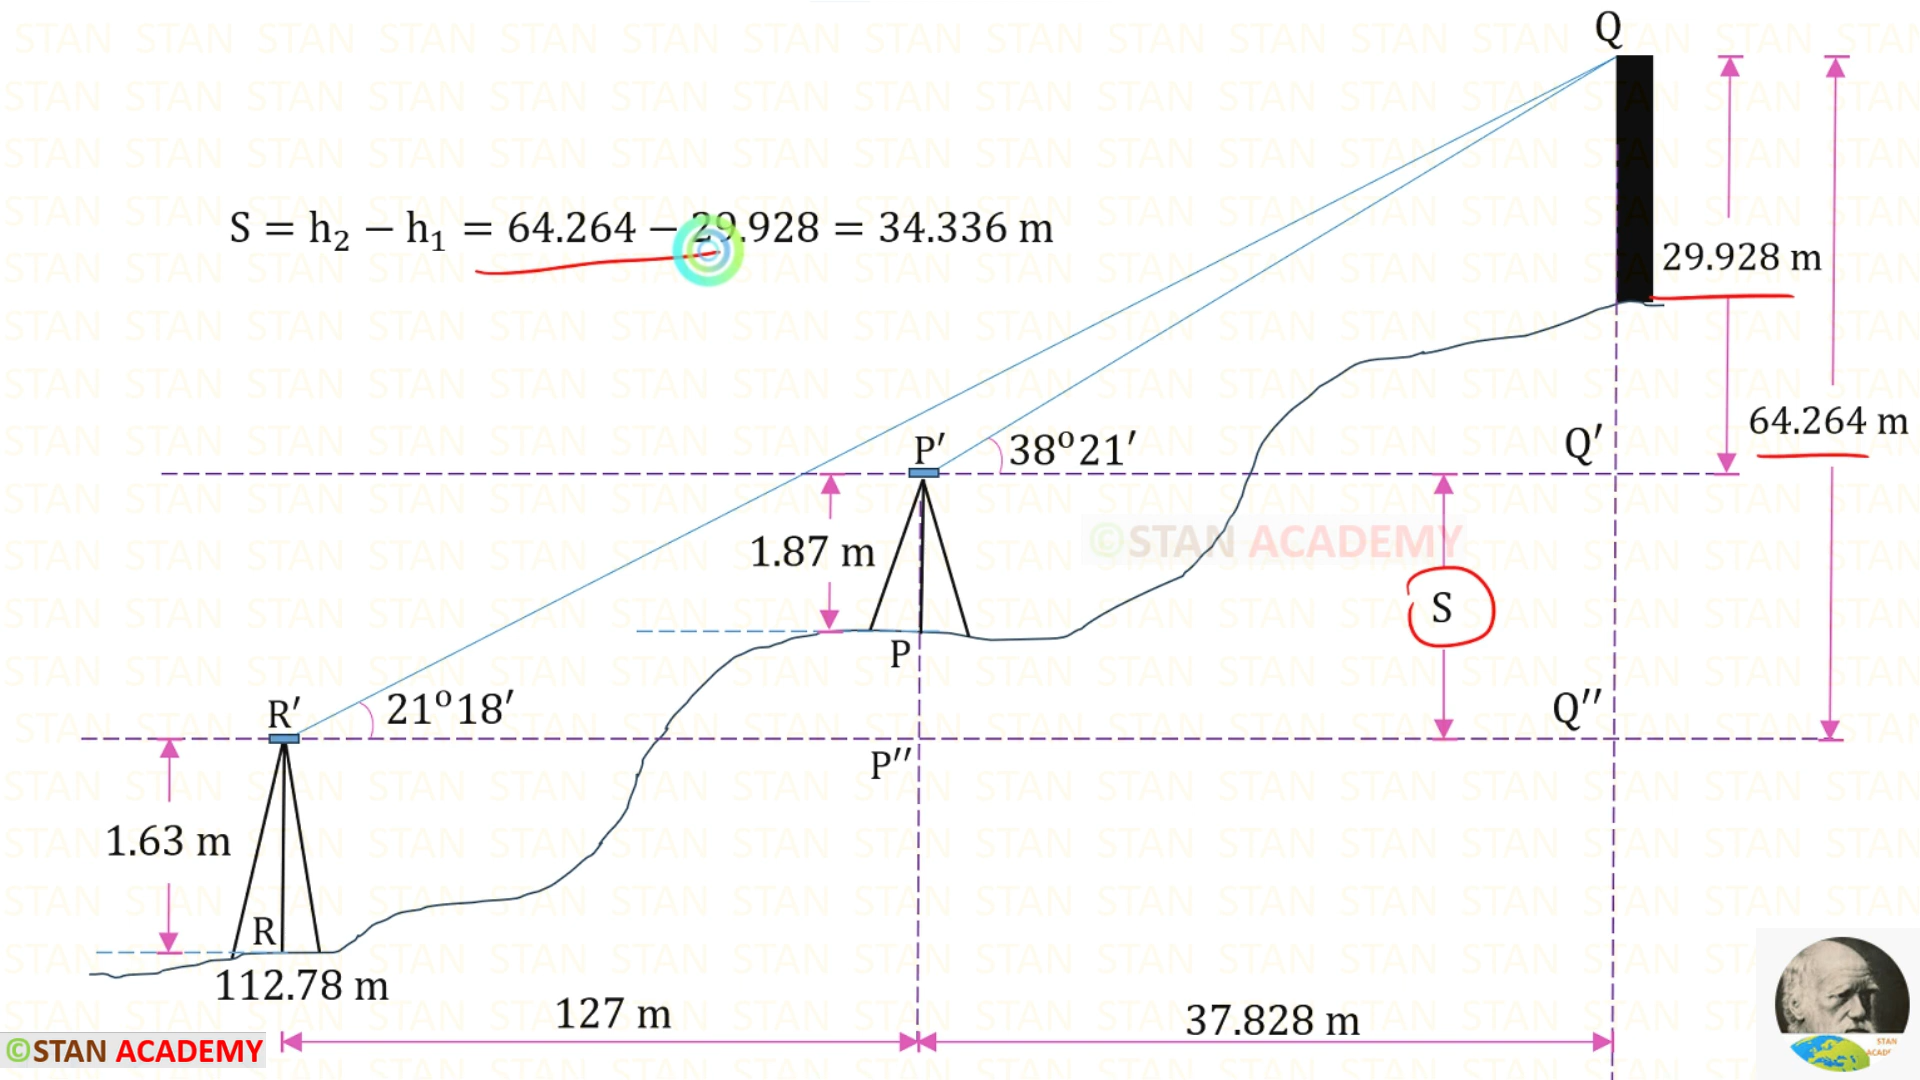 Q
S = h₂ − h₁ = 64.264 − 29.928 = 34.336 m
29.928 m
64.264 m
P′
38°21′
Q′
©STAN ACADEMY
1.87 m
S
P
R′
21°18′
Q″
P″
1.63 m
R
112.78 m
127 m
37.828 m
©STAN ACADEMY
STAN